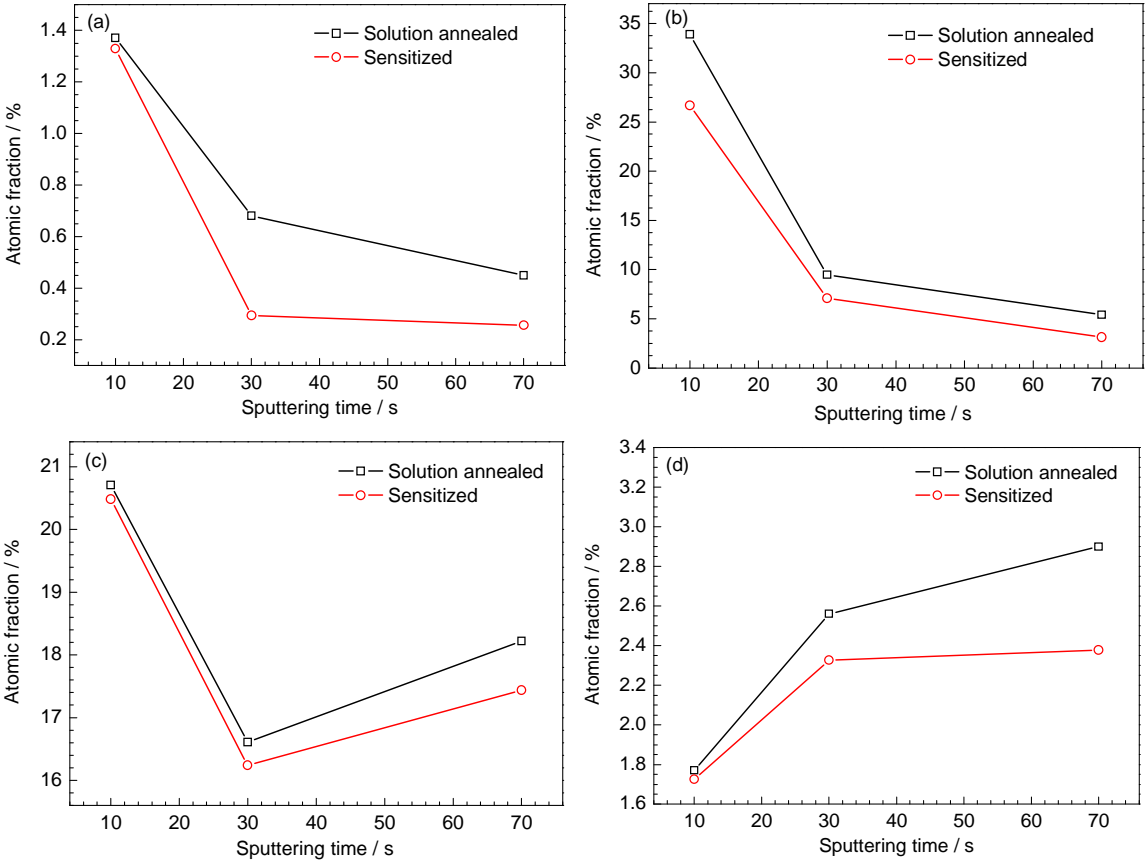 (a)
Solution annealed
Sensitized
Atomic fraction / %
1.4
1.2
1.0
0.8
0.6
0.4
0.2
10 20 30 40 50 60 70
Sputtering time / s
(b)
Solution annealed
Sensitized
Atomic fraction / %
35
30
25
20
15
10
5
0
10 20 30 40 50 60 70
Sputtering time / s
(c)
Solution annealed
Sensitized
Atomic fraction / %
21
20
19
18
17
16
10 20 30 40 50 60 70
Sputtering time / s
(d)
Solution annealed
Sensitized
Atomic fraction / %
3.4
3.2
3.0
2.8
2.6
2.4
2.2
2.0
1.8
1.6
10 20 30 40 50 60 70
Sputtering time / s